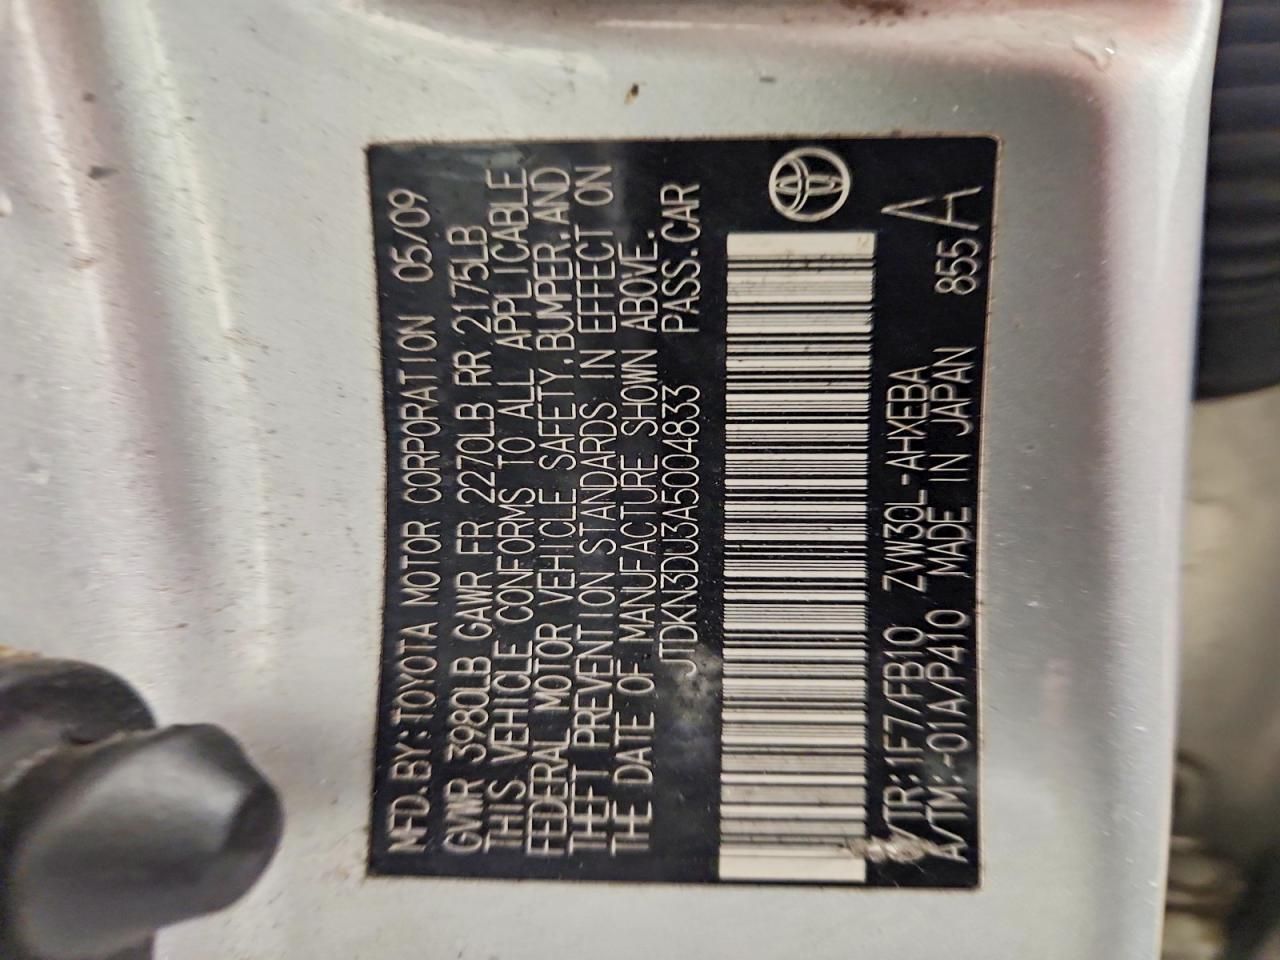 MFD.BY:TOYOTA MOTOR CORPORATION 05/09
GVWR 3980LB GAWR FR 2270LB RR 2175LB
THIS VEHICLE CONFORMS TO ALL APPLICABLE
FEDERAL MOTOR VEHICLE SAFETY,BUMPER,AND
THEFT PREVENTION STANDARDS IN EFFECT ON
THE DATE OF MANUFACTURE SHOWN ABOVE.
JTDKN3DU3A5004833 PASS.CAR
/TR:1F7/FB10 ZVW30L-AHXEBA 855 A
A/TM:-01A/P410 MADE IN JAPAN